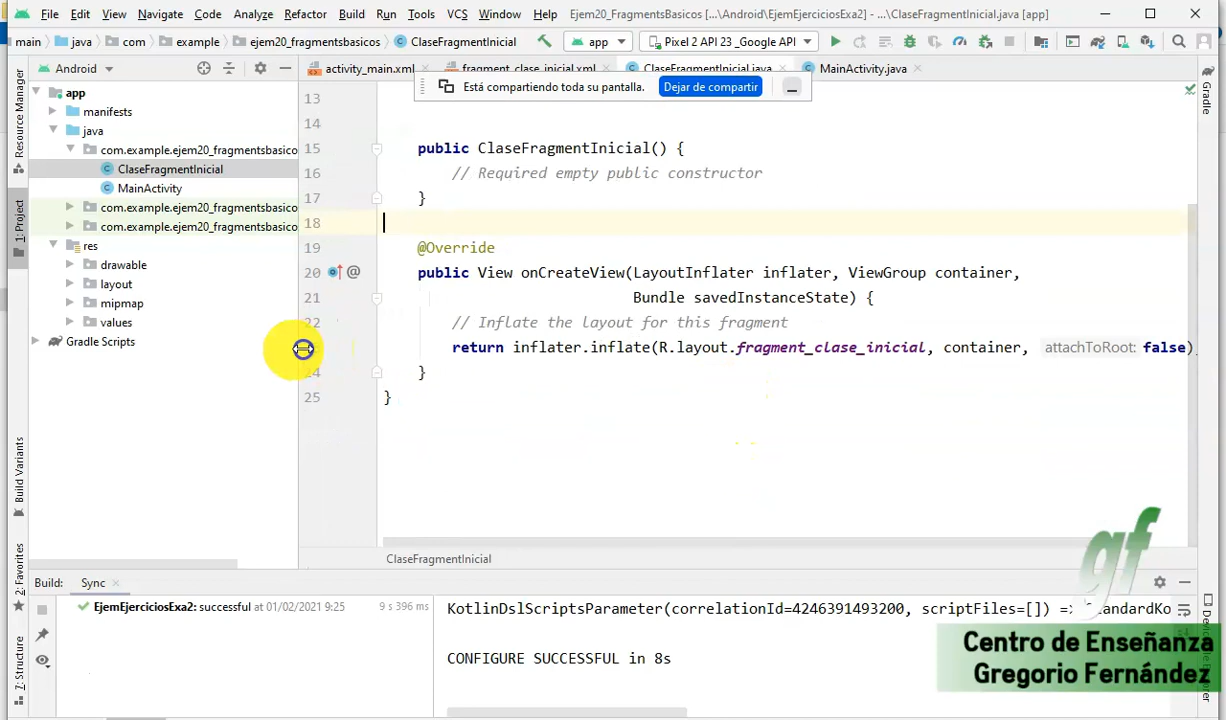 File Edit View Navigate Code Analyze Refactor Build Run Tools VCS Window Help Ejem20_FragmentsBasicos [...\Android\EjemEjerciciosExa2] - ...\ClaseFragmentInicial.java [app]
main java com example ejem20_fragmentsbasicos ClaseFragmentInicial app Pixel 2 API 23 _Google API
Android activity_main.xml fragment_clase_inicial.xml ClaseFragmentInicial.java MainActivity.java
Está compartiendo toda su pantalla. Dejar de compartir
Resource Manager
1: Project
Build Variants
2: Favorites
7: Structure
Gradle
app
manifests
java
com.example.ejem20_fragmentsbasico
ClaseFragmentInicial
MainActivity
com.example.ejem20_fragmentsbasico
com.example.ejem20_fragmentsbasico
res
drawable
layout
mipmap
values
Gradle Scripts
13
14
15 public ClaseFragmentInicial() {
16 // Required empty public constructor
17 }
18
19 @Override
20 @ public View onCreateView(LayoutInflater inflater, ViewGroup container,
21 Bundle savedInstanceState) {
22 // Inflate the layout for this fragment
return inflater.inflate(R.layout.fragment_clase_inicial, container, attachToRoot: false)
24 }
25 }
ClaseFragmentInicial
Build: Sync
EjemEjerciciosExa2: successful at 01/02/2021 9:25 9 s 396 ms
KotlinDslScriptsParameter(correlationId=4246391493200, scriptFiles=[]) => StandardKo
CONFIGURE SUCCESSFUL in 8s
gf
Centro de Enseñanza
Gregorio Fernández